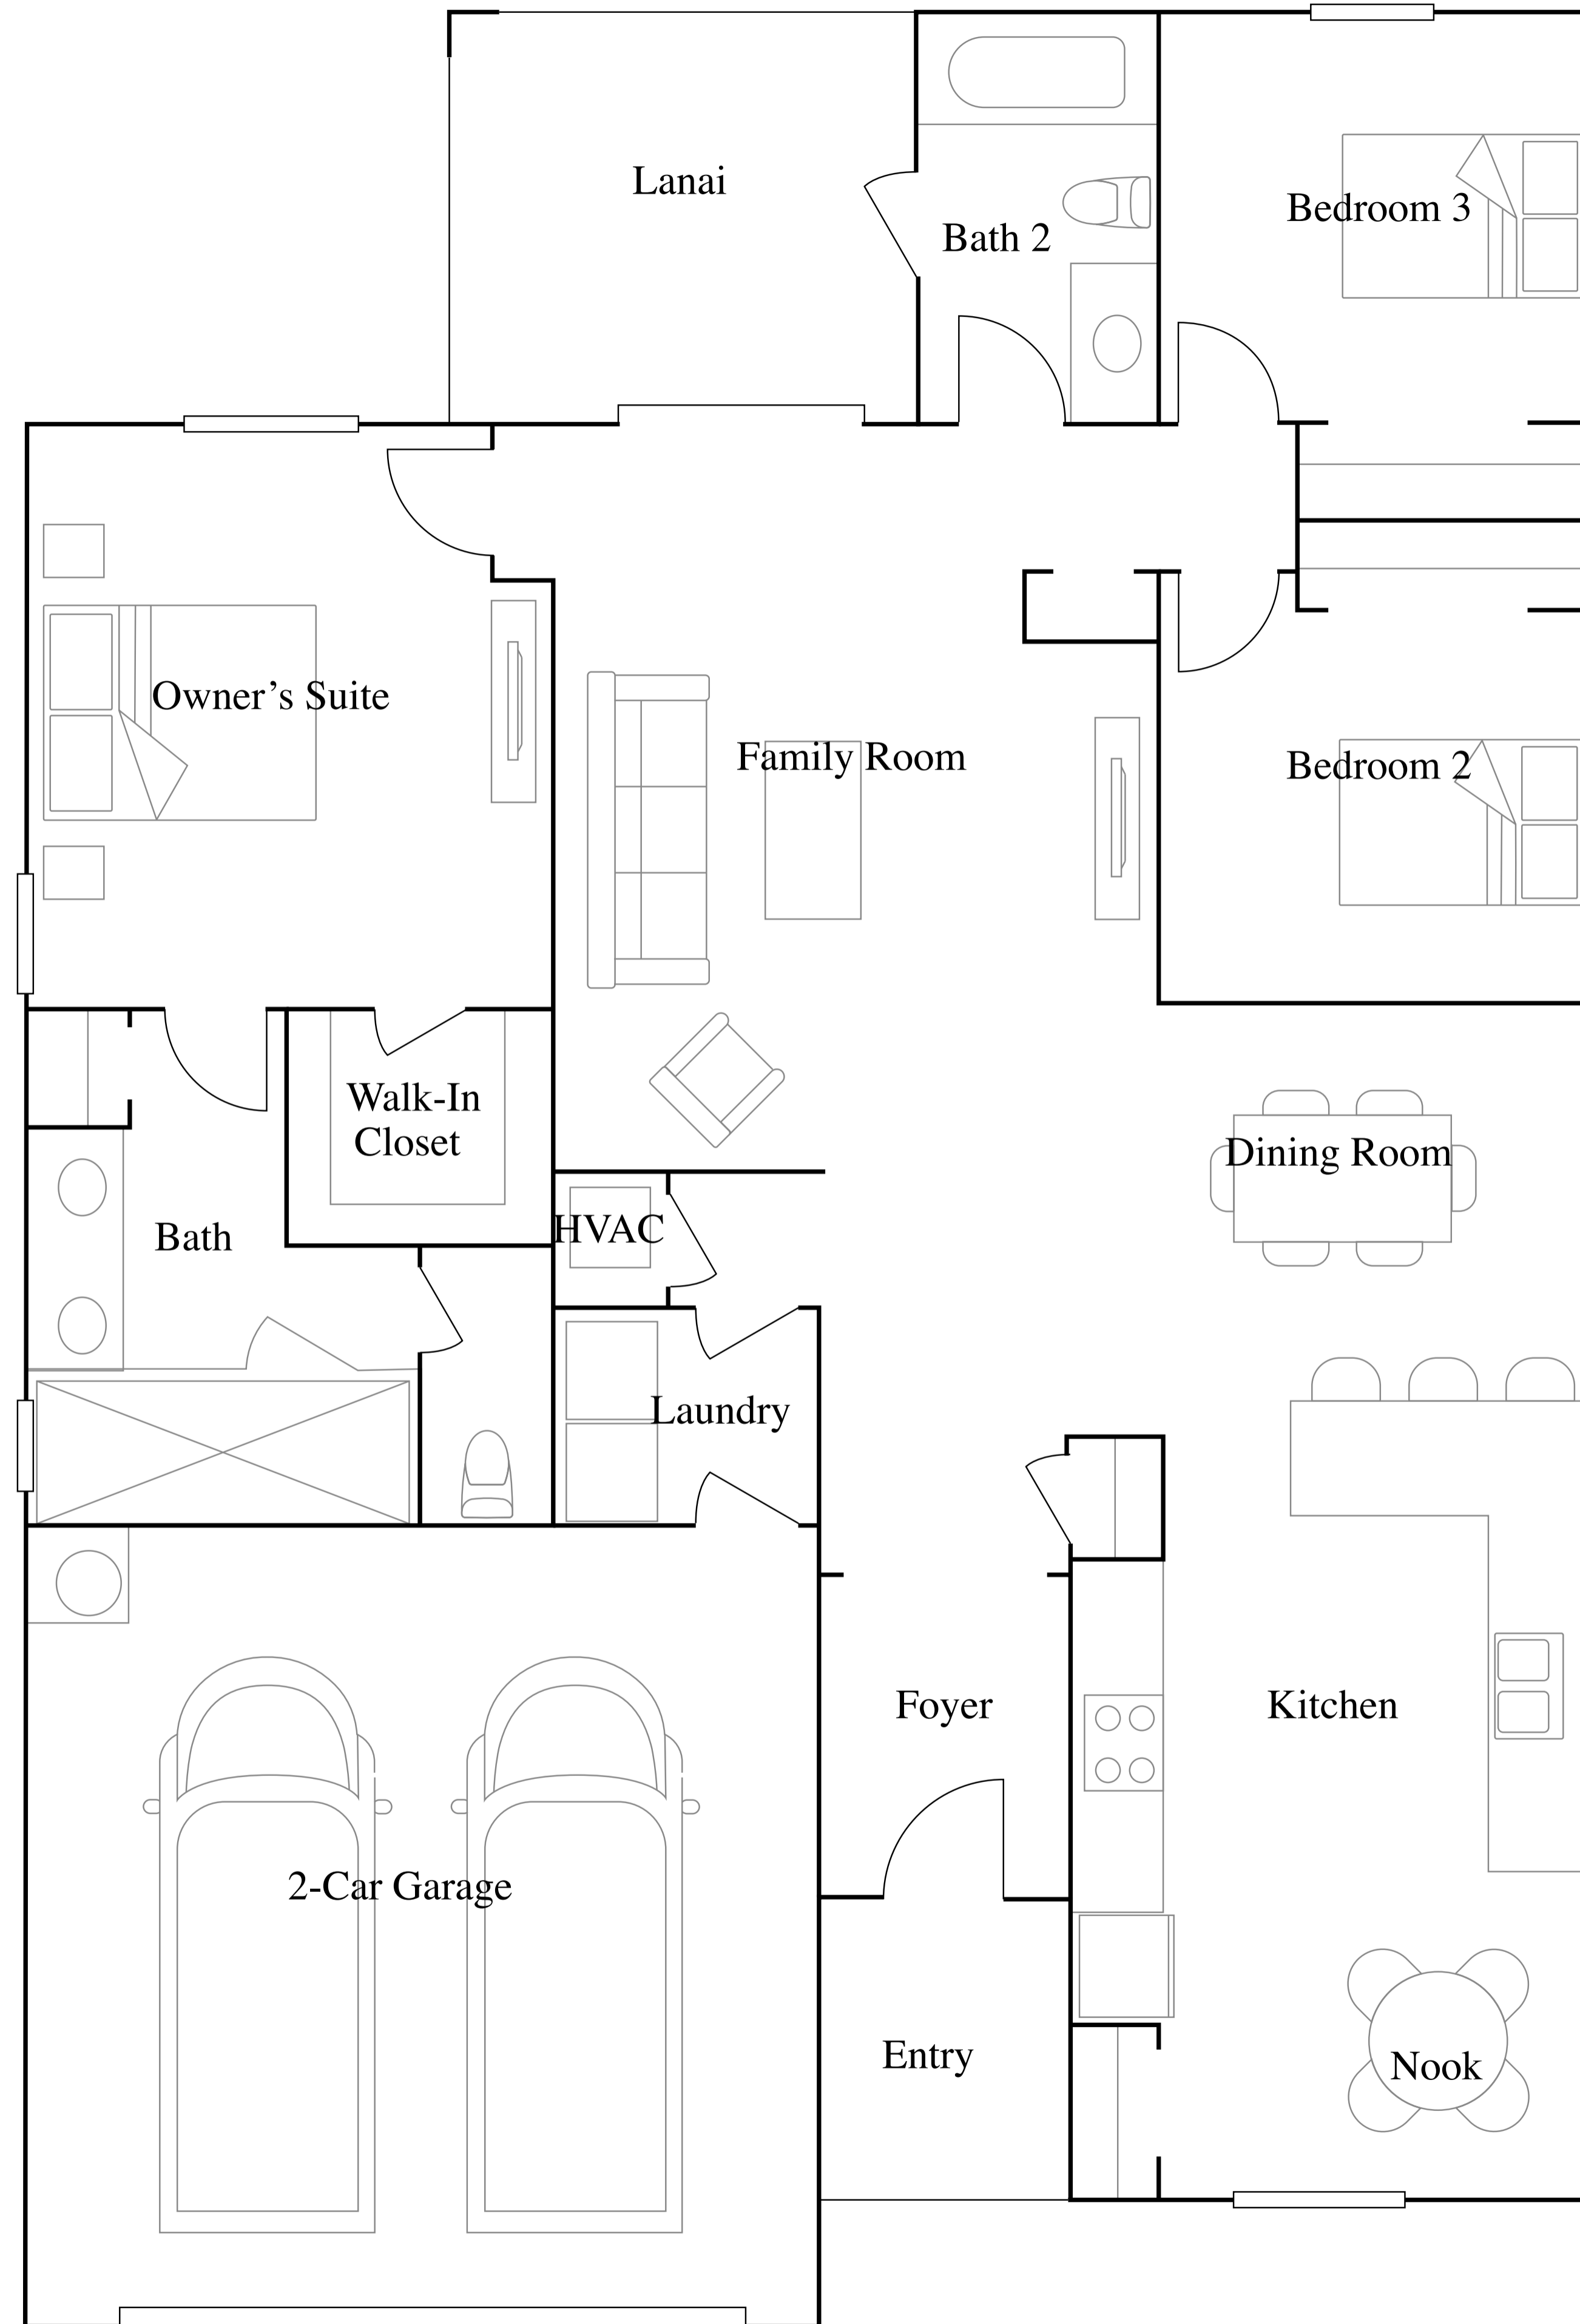 Lanai
Bath 2
Bedroom 3
Owner’s Suite
Family Room
Bedroom 2
Walk-In
Closet
Dining Room
HVAC
Bath
Laundry
Foyer
Kitchen
2-Car Garage
Entry
Nook